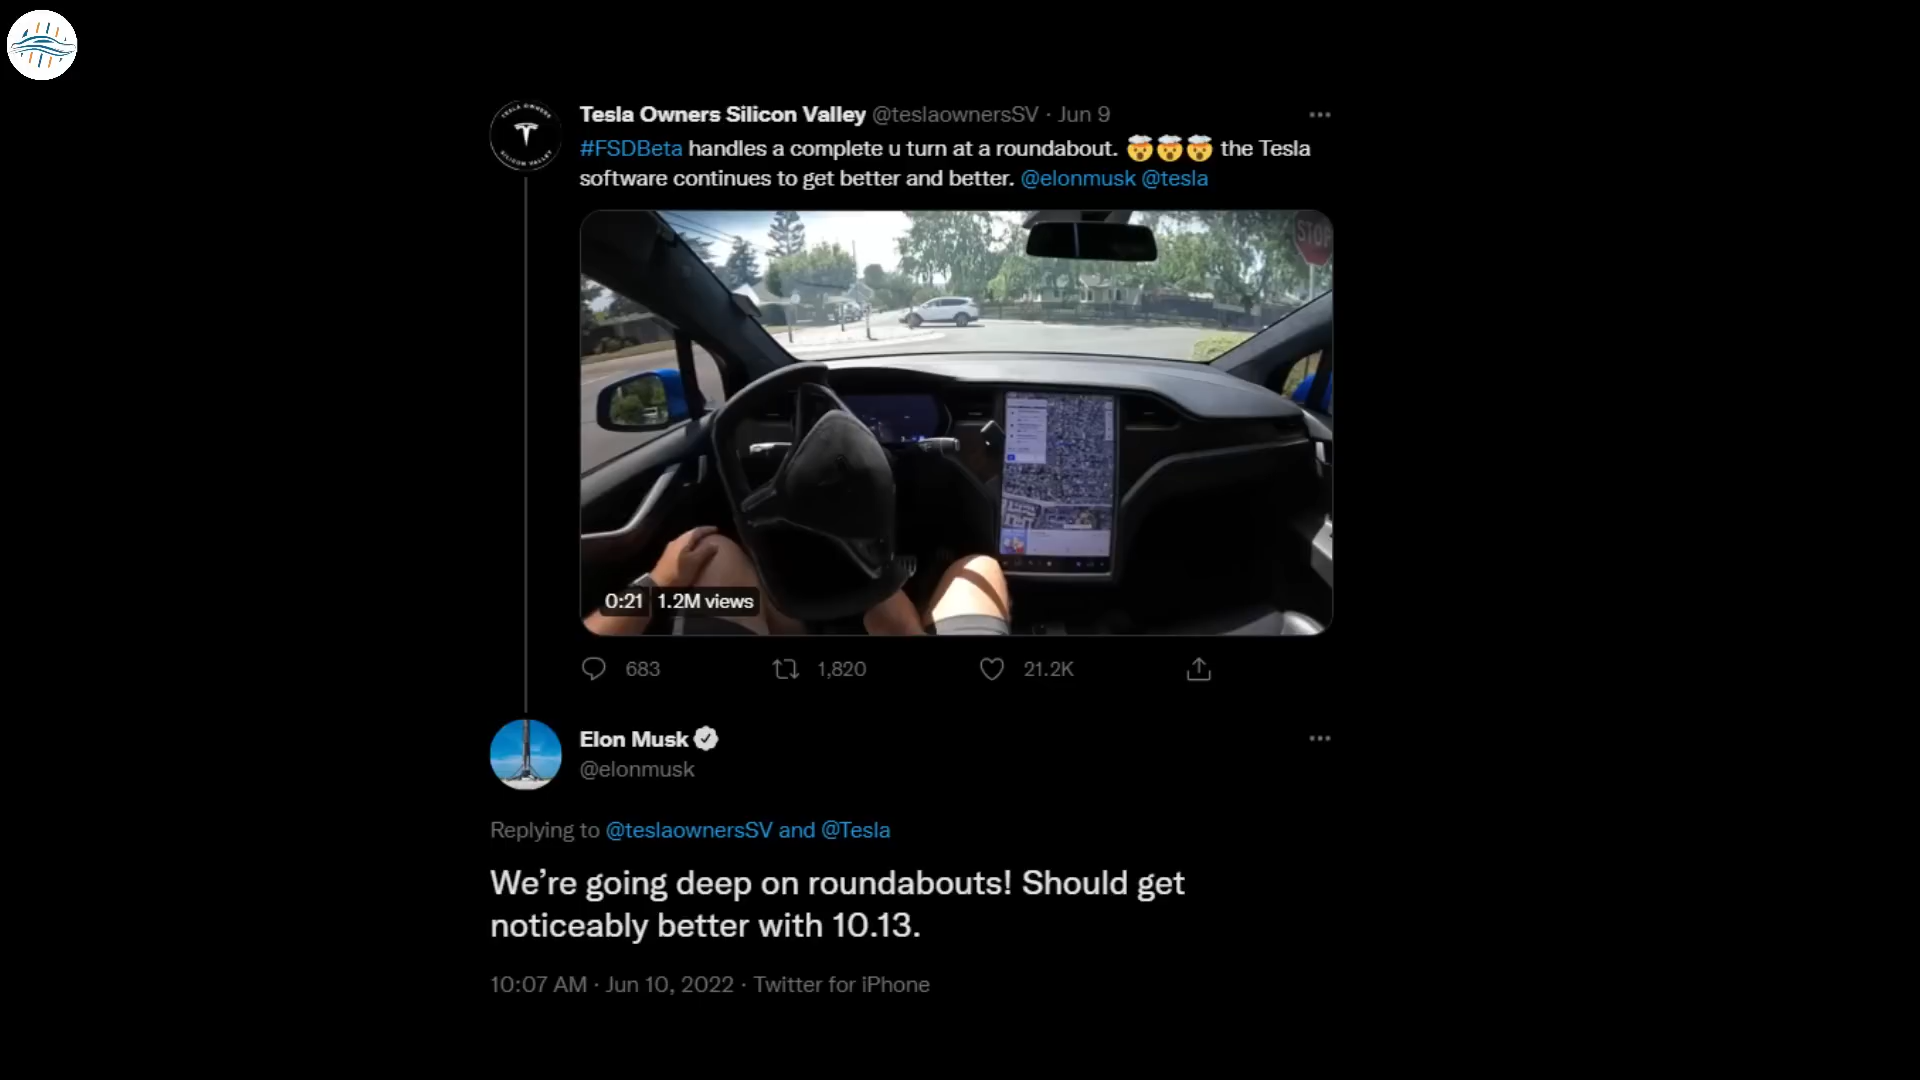 Tesla Owners Silicon Valley @teslaownersSV · Jun 9
#FSDBeta handles a complete u turn at a roundabout. 🤯🤯🤯 the Tesla
software continues to get better and better. @elonmusk @tesla
STOP
0:21 1.2M views
683 1,820 21.2K
Elon Musk
@elonmusk
Replying to @teslaownersSV and @Tesla
We’re going deep on roundabouts! Should get
noticeably better with 10.13.
10:07 AM · Jun 10, 2022 · Twitter for iPhone